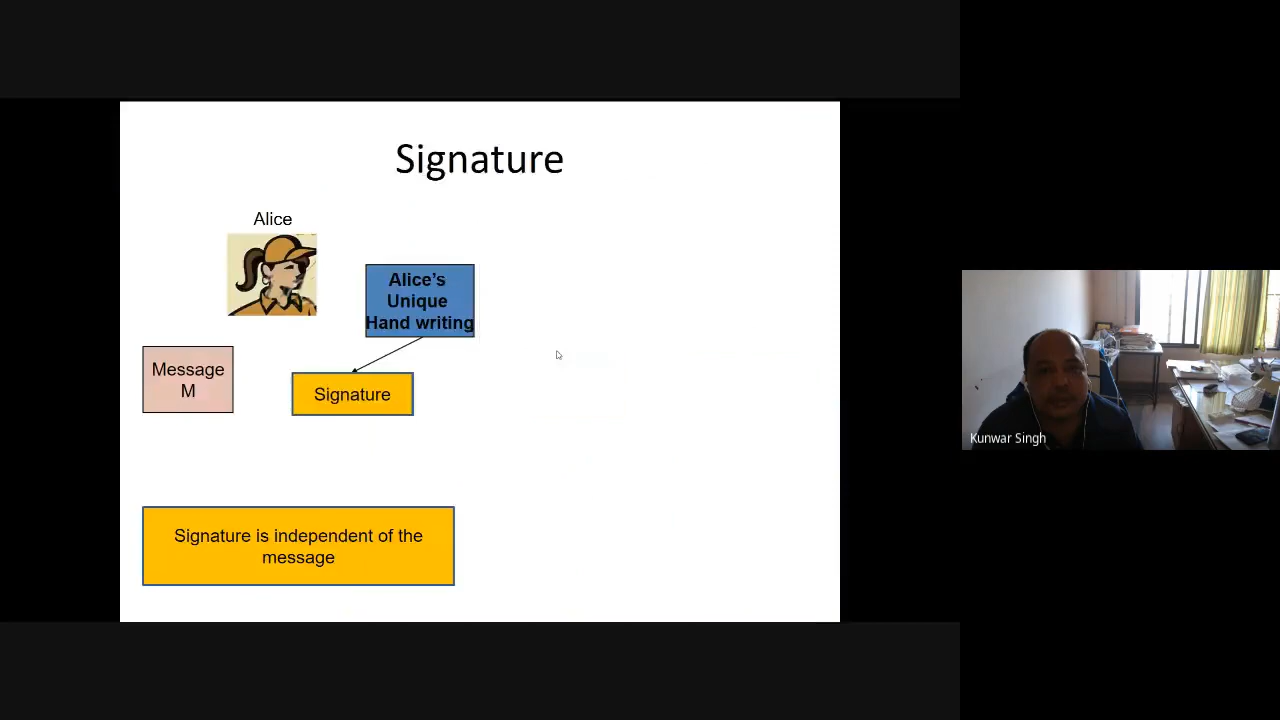 Signature
Alice
Alice's
Unique
Hand writing
Message
M
Signature
Signature is independent of the
message
Kunwar Singh